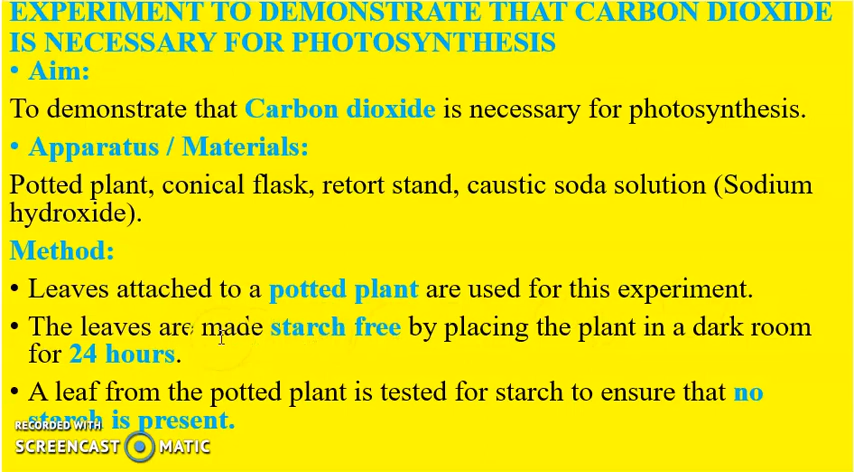 EXPERIMENT TO DEMONSTRATE THAT CARBON DIOXIDE
IS NECESSARY FOR PHOTOSYNTHESIS
• Aim:
To demonstrate that Carbon dioxide is necessary for photosynthesis.
• Apparatus / Materials:
Potted plant, conical flask, retort stand, caustic soda solution (Sodium
hydroxide).
Method:
• Leaves attached to a potted plant are used for this experiment.
• The leaves are made starch free by placing the plant in a dark room
for 24 hours.
• A leaf from the potted plant is tested for starch to ensure that no
starch is present.
RECORDED WITH
SCREENCAST MATIC